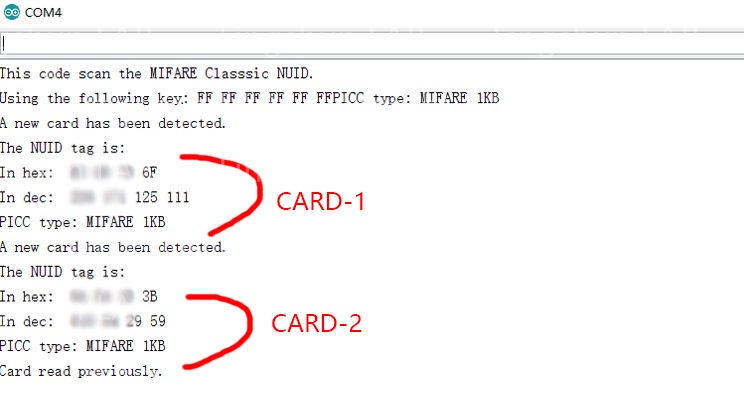 COM4
This code scan the MIFARE Classsic NUID.
Using the following key: FF FF FF FF FF FFPICC type: MIFARE 1KB
A new card has been detected.
The NUID tag is:
In hex: 6F
In dec: 125 111
CARD-1
PICC type: MIFARE 1KB
A new card has been detected.
The NUID tag is:
In hex: 3B
In dec: 29 59
CARD-2
PICC type: MIFARE 1KB
Card read previously.